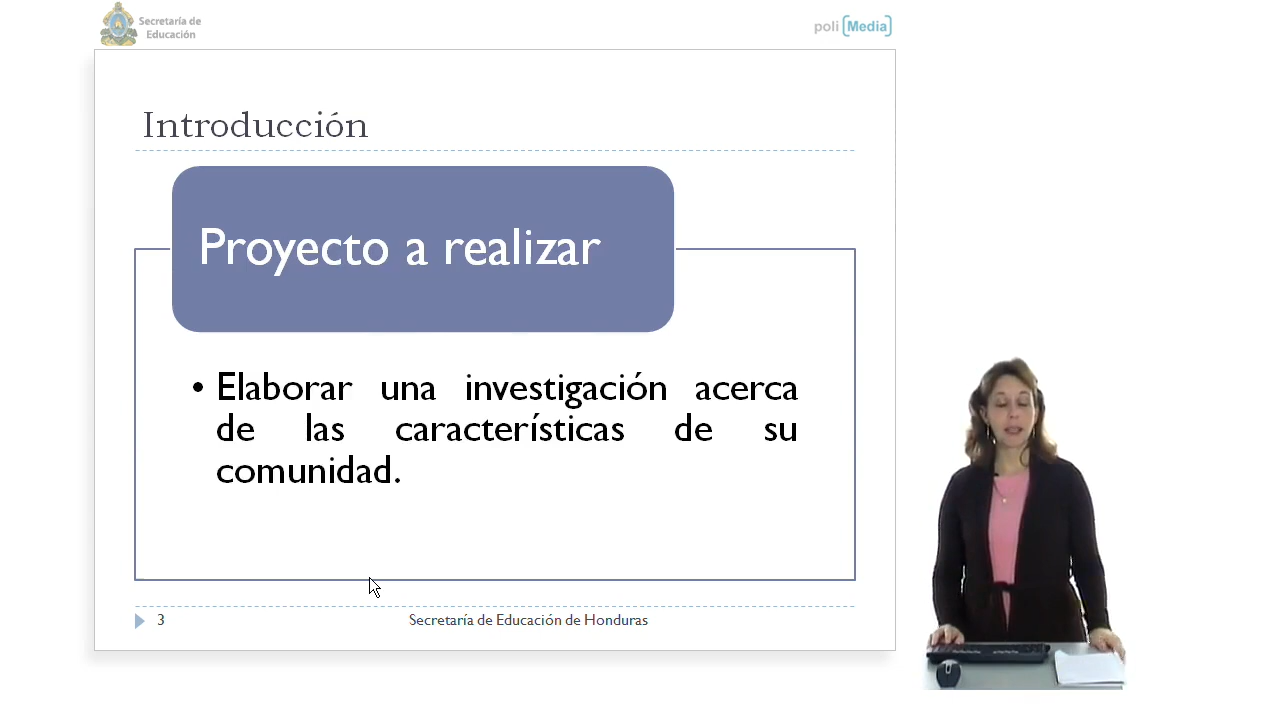 Secretaría de
Educación
poli [Media]
Introducción
Proyecto a realizar
• Elaborar una investigación acerca
de las características de su
comunidad.
3
Secretaría de Educación de Honduras